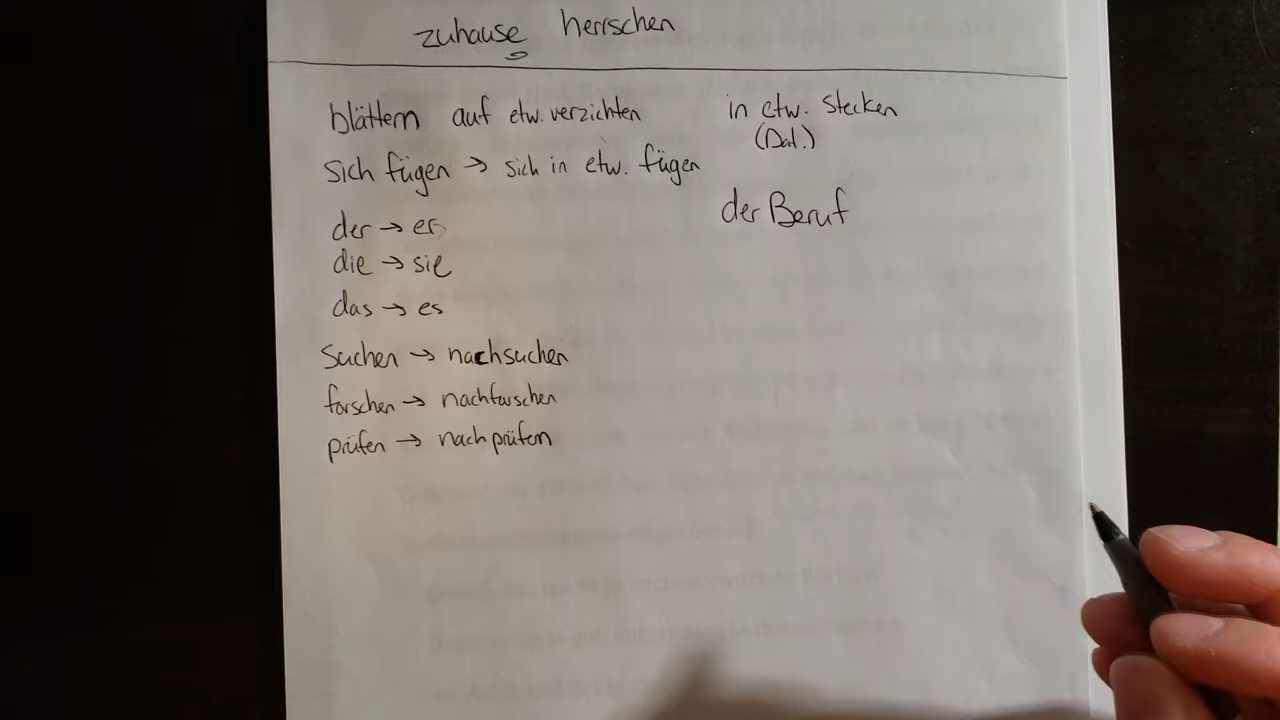 zuhause herrschen
blättern auf etw. verzichten
in etw. stecken
(Dat.)
sich fügen → sich in etw. fügen
der Beruf
der → er
die → sie
das → es
suchen → nachsuchen
forschen → nachforschen
prüfen → nachprüfen